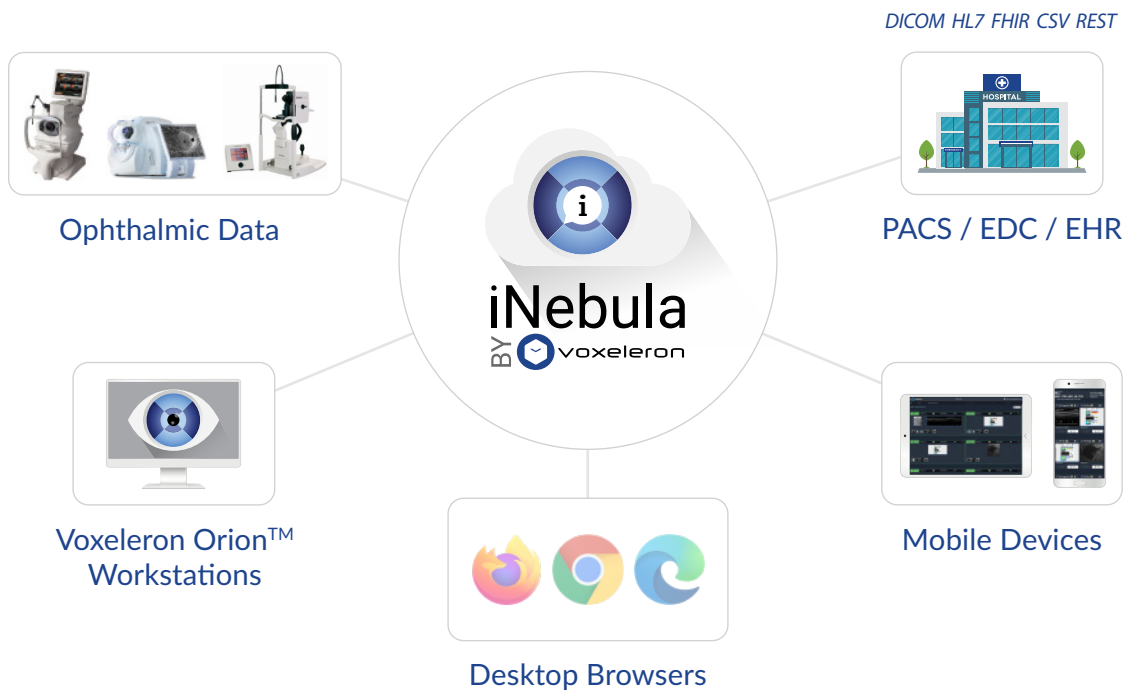 DICOM HL7 FHIR CSV REST
HOSPITAL
Ophthalmic Data
PACS / EDC / EHR
i
iNebula
BY voxeleron
Voxeleron Orion™
Workstations
Mobile Devices
Desktop Browsers